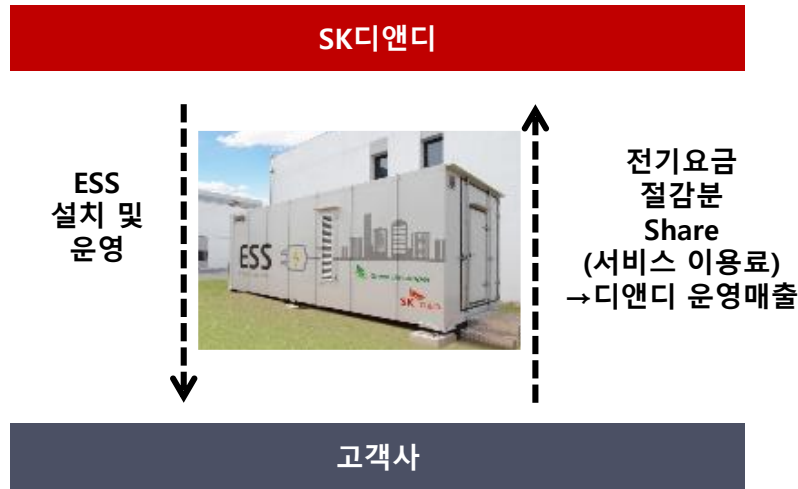 SK디앤디
ESS
설치 및
운영
ESS
SK D&D
전기요금
절감분
Share
(서비스 이용료)
→디앤디 운영매출
고객사